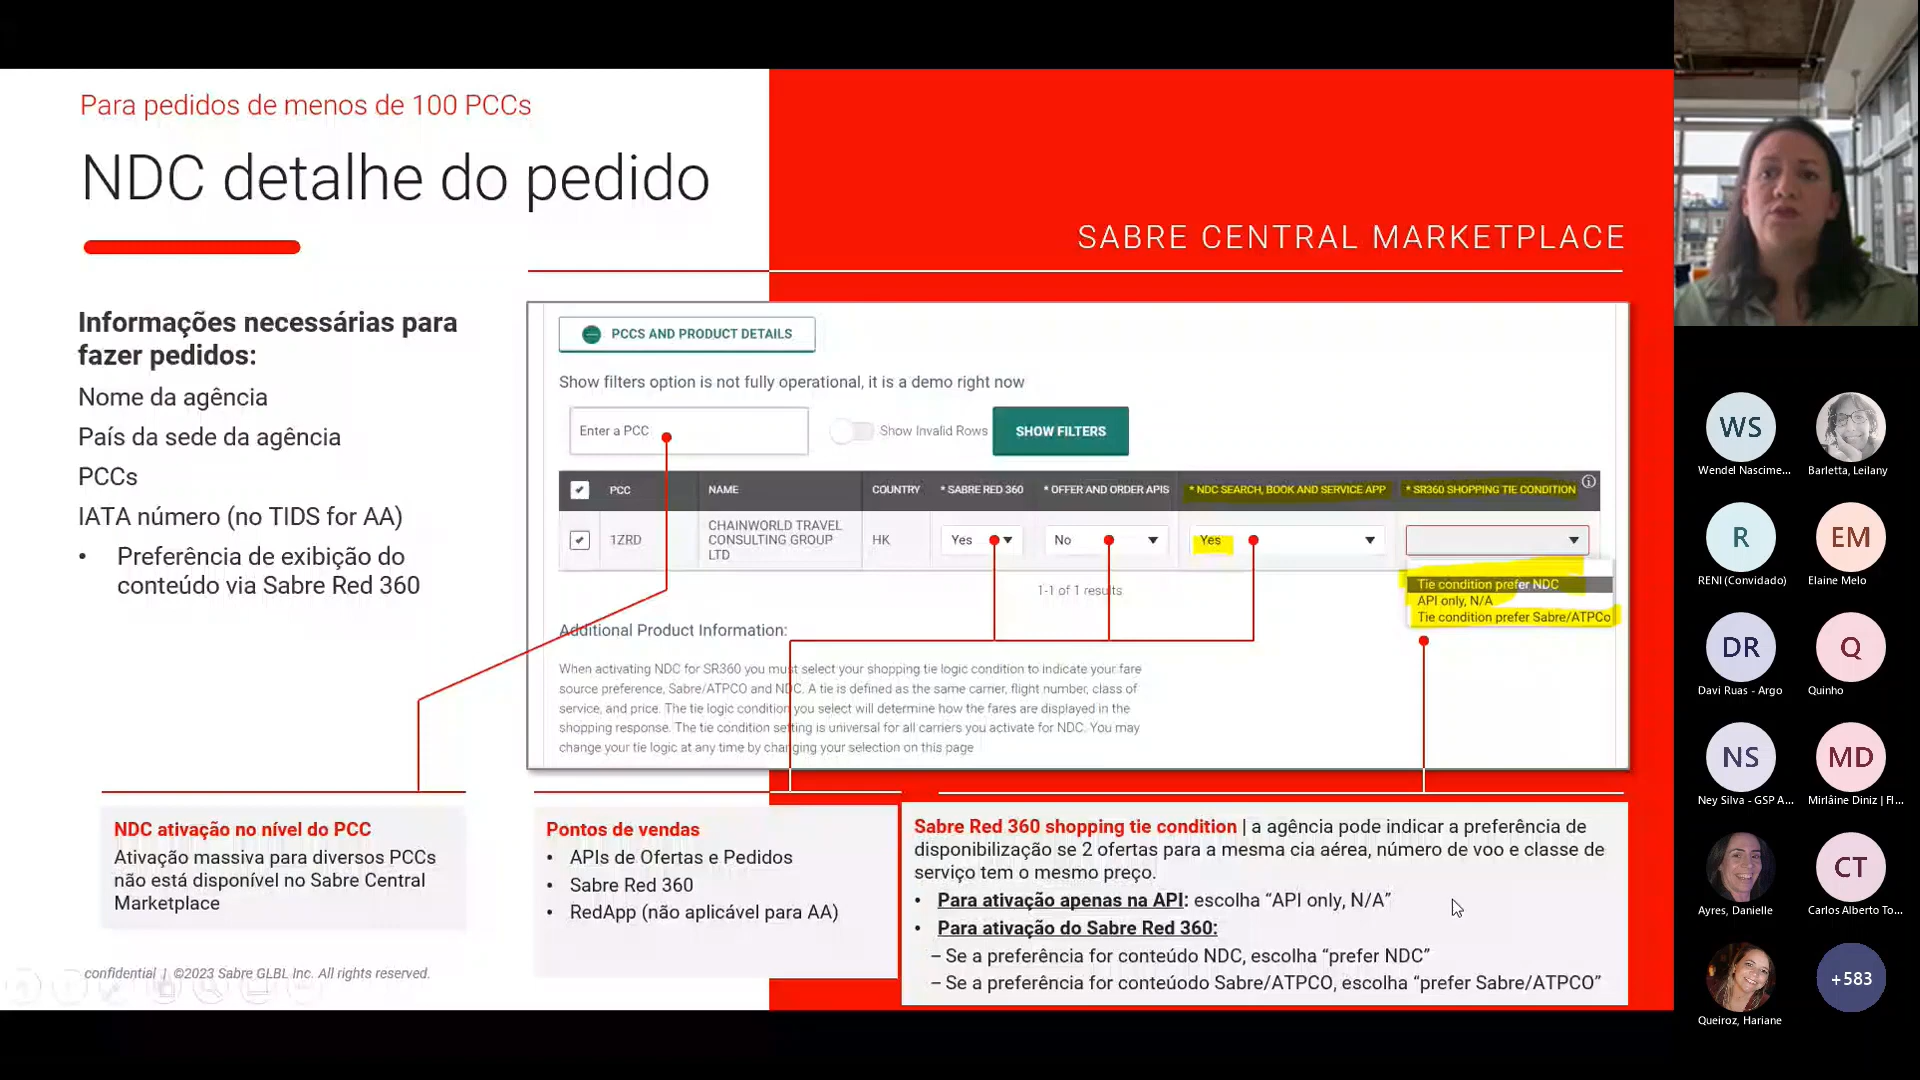 Para pedidos de menos de 100 PCCs
NDC detalhe do pedido
SABRE CENTRAL MARKETPLACE
Informações necessárias para
fazer pedidos:
Nome da agência
País da sede da agência
PCCs
IATA número (no TIDS for AA)
• Preferência de exibição do
conteúdo via Sabre Red 360
PCCS AND PRODUCT DETAILS
Show filters option is not fully operational, it is a demo right now
Enter a PCC
Show Invalid Rows
SHOW FILTERS
PCC NAME COUNTRY * SABRE RED 360 * OFFER AND ORDER APIS * NDC SEARCH, BOOK AND SERVICE APP * SR360 SHOPPING TIE CONDITION
1ZRD
CHAINWORLD TRAVEL
CONSULTING GROUP
LTD
HK
Yes
No
Yes
Tie condition prefer NDC
API only, N/A
Tie condition prefer Sabre/ATPCo
1-1 of 1 results
Additional Product Information:
When activating NDC for SR360 you must select your shopping tie logic condition to indicate your fare
source preference, Sabre/ATPCO and NDC. A tie is defined as the same carrier, flight number, class of
service, and price. The tie logic condition you select will determine how the fares are displayed in the
shopping response. The tie condition setting is universal for all carriers you activate for NDC. You may
change your tie logic at any time by changing your selection on this page
NDC ativação no nível do PCC
Ativação massiva para diversos PCCs
não está disponível no Sabre Central
Marketplace
Pontos de vendas
• APIs de Ofertas e Pedidos
• Sabre Red 360
• RedApp (não aplicável para AA)
Sabre Red 360 shopping tie condition | a agência pode indicar a preferência de
disponibilização se 2 ofertas para a mesma cia aérea, número de voo e classe de
serviço tem o mesmo preço.
• Para ativação apenas na API: escolha “API only, N/A”
• Para ativação do Sabre Red 360:
– Se a preferência for conteúdo NDC, escolha “prefer NDC”
– Se a preferência for conteúodo Sabre/ATPCO, escolha “prefer Sabre/ATPCO”
confidential | ©2023 Sabre GLBL Inc. All rights reserved.
WS
Wendel Nascime...
Barletta, Leilany
R
RENI (Convidado)
EM
Elaine Melo
DR
Davi Ruas - Argo
Q
Quinho
NS
Ney Silva - GSP A...
MD
Mirlâine Diniz | Fl...
Ayres, Danielle
CT
Carlos Alberto To...
Queiroz, Hariane
+583